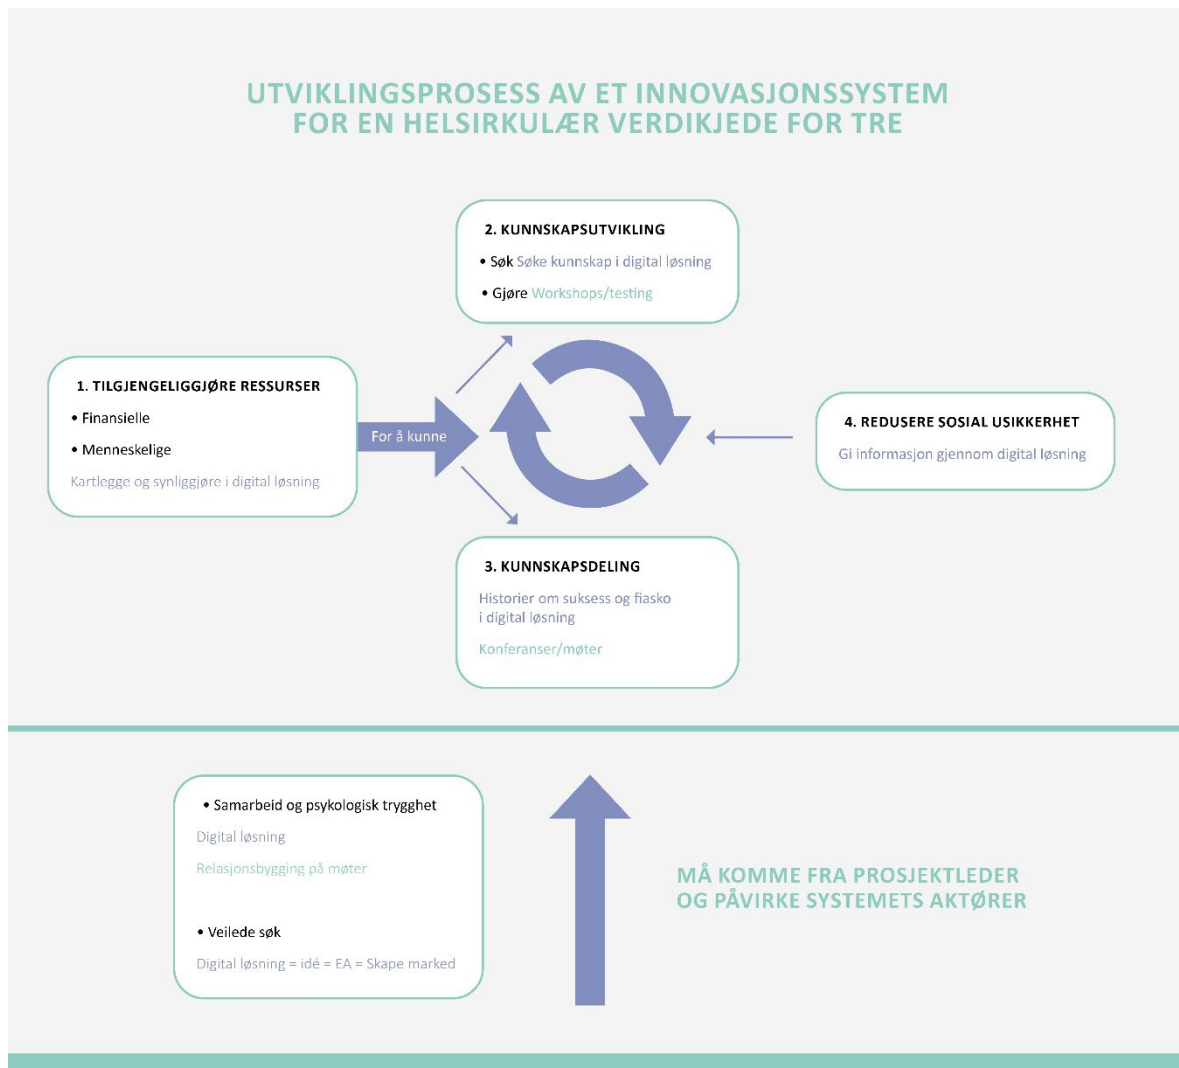 UTVIKLINGSPROSESS AV ET INNOVASJONSSYSTEM
FOR EN HELSIRKULÆR VERDIKJEDE FOR TRE
2. KUNNSKAPSUTVIKLING
• Søk Søke kunnskap i digital løsning
• Gjøre Workshops/testing
1. TILGJENGELIGGJØRE RESSURSER
• Finansielle
• Menneskelige
Kartlegge og synliggjøre i digital løsning
For å kunne
4. REDUSERE SOSIAL USIKKERHET
Gi informasjon gjennom digital løsning
3. KUNNSKAPSDELING
Historier om suksess og fiasko
i digital løsning
Konferanser/møter
• Samarbeid og psykologisk trygghet
Digital løsning
Relasjonsbygging på møter
• Veilede søk
Digital løsning = idé = EA = Skape marked
MÅ KOMME FRA PROSJEKTLEDER
OG PÅVIRKE SYSTEMETS AKTØRER